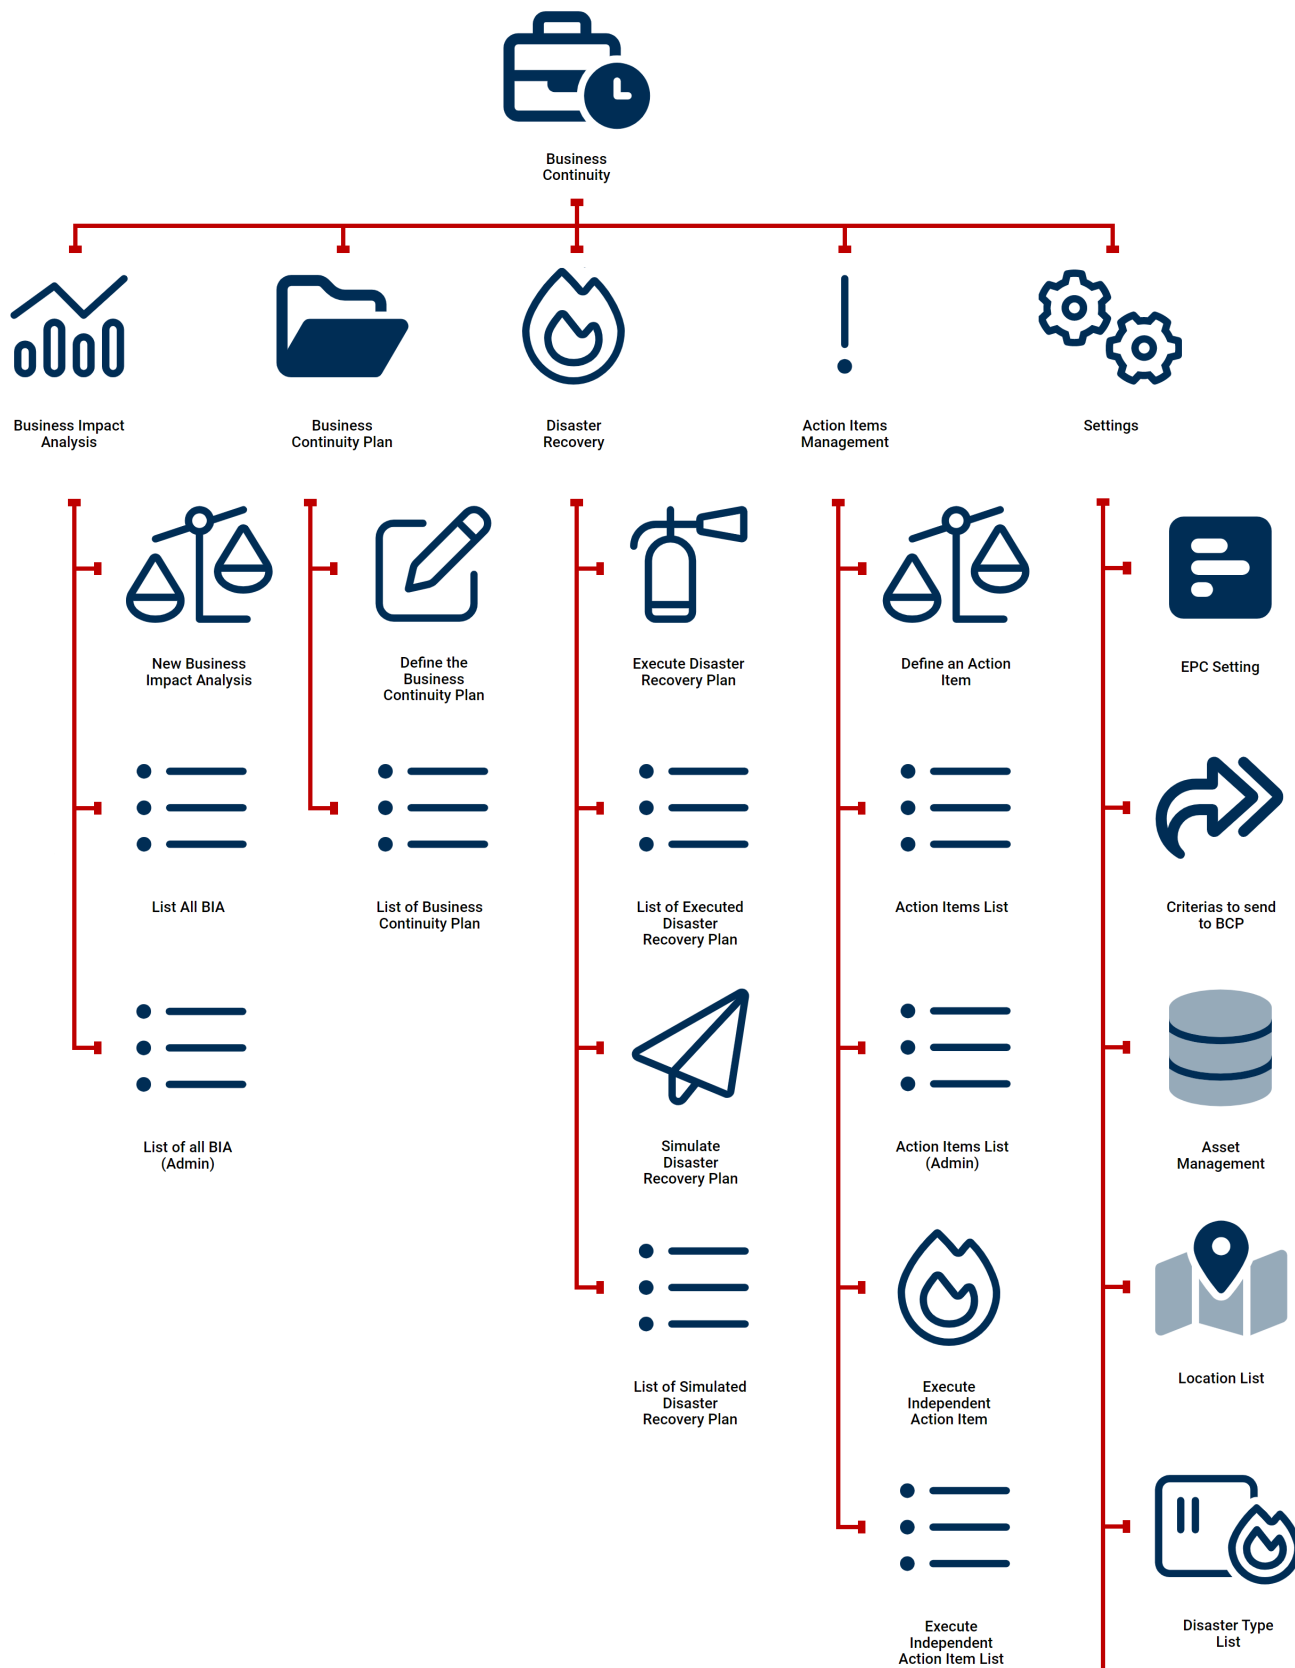 Business
Continuity
Business Impact
Analysis
Business
Continuity Plan
Disaster
Recovery
Action Items
Management
Settings
New Business
Impact Analysis
Define the
Business
Continuity Plan
Execute Disaster
Recovery Plan
Define an Action
Item
EPC Setting
List All BIA
List of Business
Continuity Plan
List of Executed
Disaster
Recovery Plan
Action Items List
Criterias to send
to BCP
List of all BIA
(Admin)
Simulate
Disaster
Recovery Plan
Action Items List
(Admin)
Asset
Management
List of Simulated
Disaster
Recovery Plan
Execute
Independent
Action Item
Location List
Execute
Independent
Action Item List
Disaster Type
List